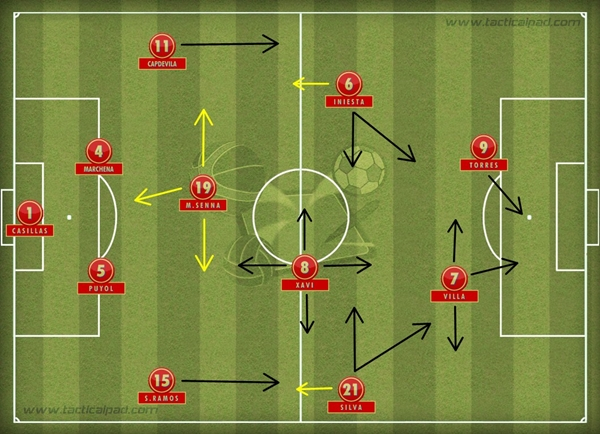 www.tacticalpad.com
11
CAPDEVILA
6
INIESTA
4
MARCHENA
9
TORRES
19
M.SENNA
1
CASILLAS
5
PUYOL
8
XAVI
7
VILLA
15
S.RAMOS
21
SILVA
www.tacticalpad.com